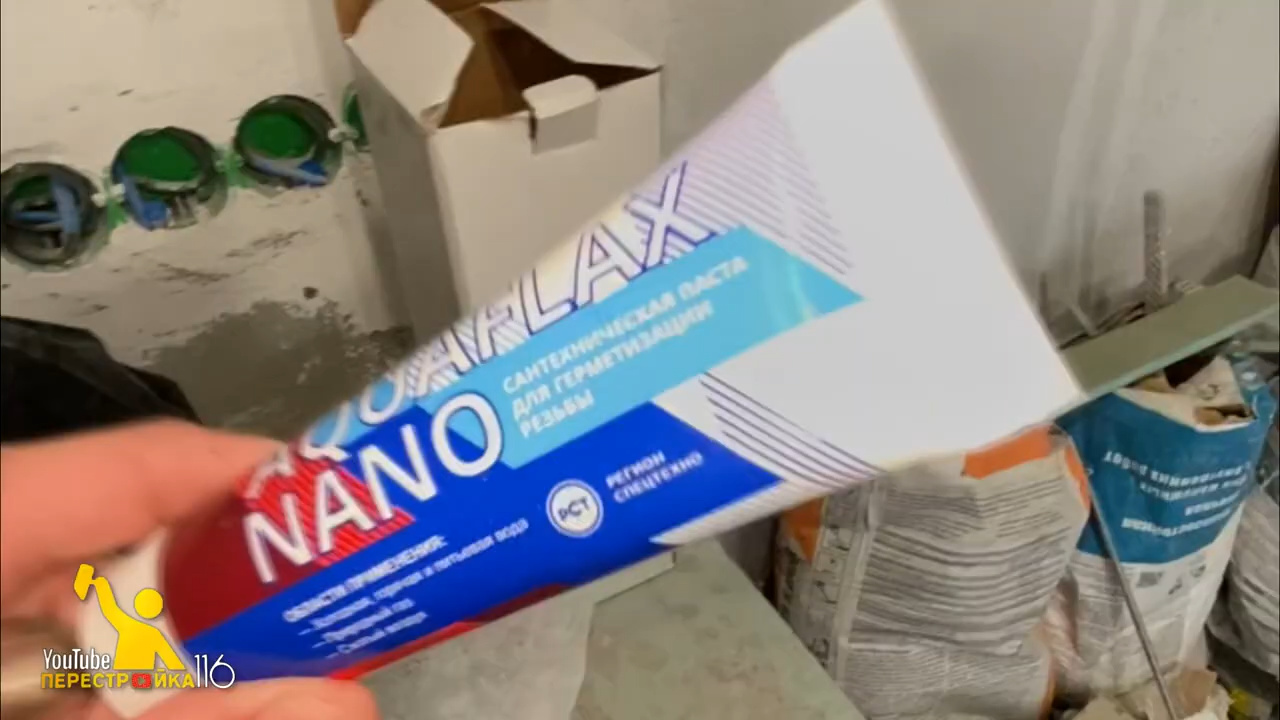 AQUAFLAX
NANO
САНТЕХНИЧЕСКАЯ ПАСТА
ДЛЯ ГЕРМЕТИЗАЦИИ
РЕЗЬБЫ
РСТ
РЕГИОН
СПЕЦТЕХНО
ОБЛАСТИ ПРИМЕНЕНИЯ:
— Холодная, горячая и питьевая вода
— Природный газ
— Сжатый воздух
YouTube
ПЕРЕСТРОЙКА116